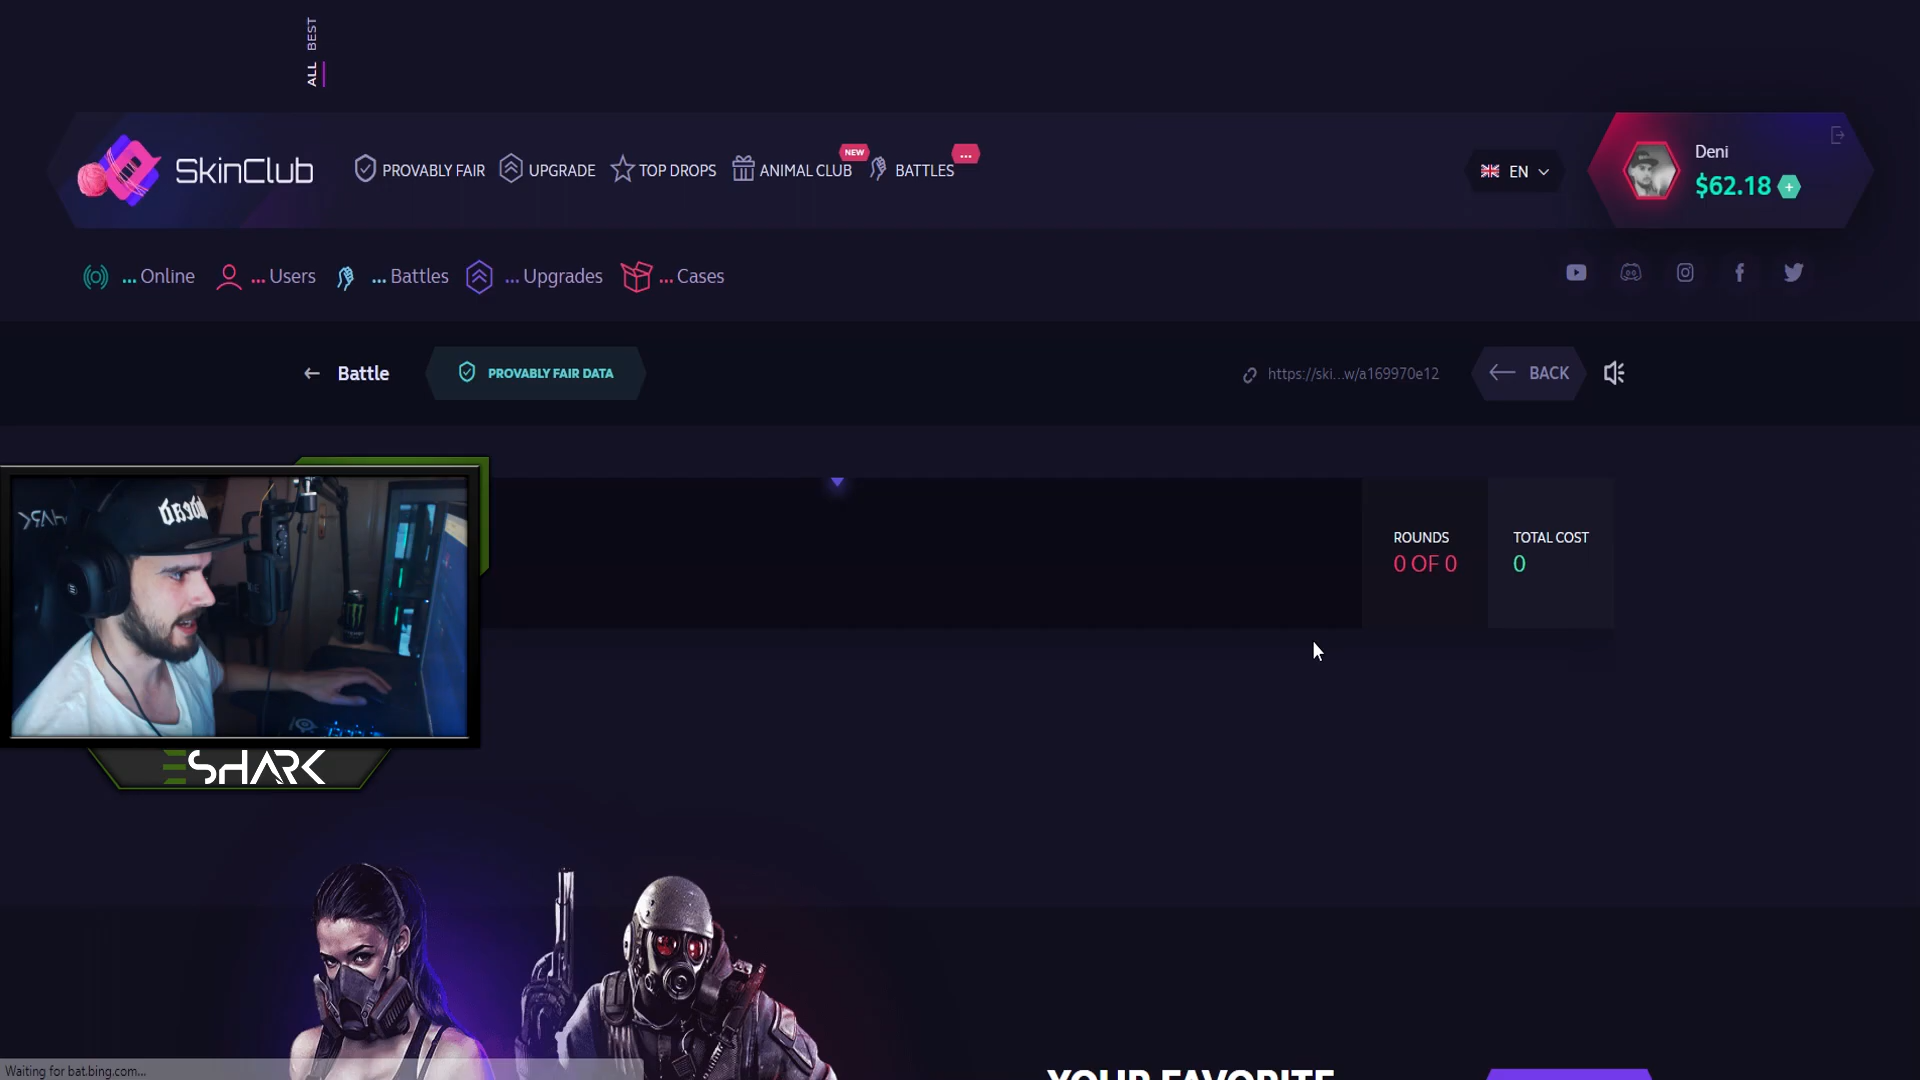 BEST
ALL
SkinClub
PROVABLY FAIR
UPGRADE
TOP DROPS
ANIMAL CLUB
NEW
BATTLES
...
EN
Deni
$62.18
+
... Online
... Users
... Battles
... Upgrades
... Cases
Battle
PROVABLY FAIR DATA
https://ski...w/a169970e12
BACK
ROUNDS
0 OF 0
TOTAL COST
0
SHARK
YOUR FAVORITE
Waiting for bat.bing.com...